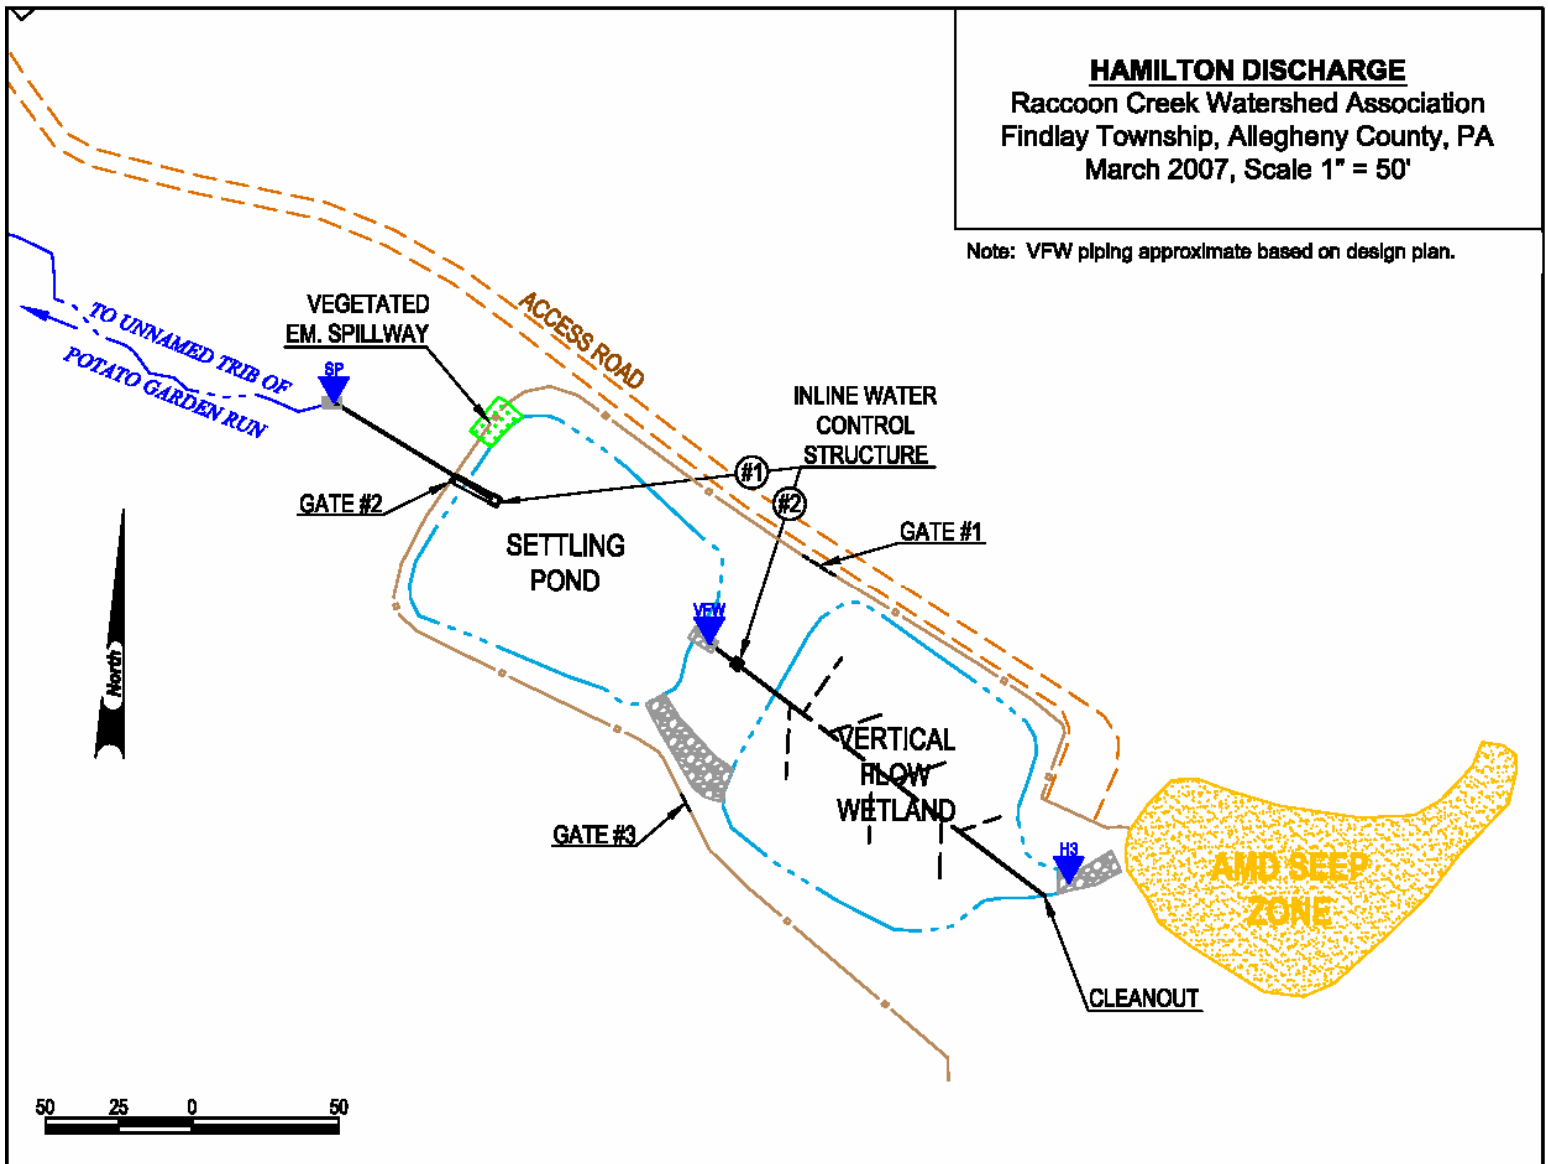 HAMILTON DISCHARGE
Raccoon Creek Watershed Association
Findlay Township, Allegheny County, PA
March 2007, Scale 1" = 50'
Note: VFW piping approximate based on design plan.
VEGETATED
EM. SPILLWAY
ACCESS ROAD
TO UNNAMED TRIB OF
POTATO GARDEN RUN
SP
INLINE WATER
CONTROL
STRUCTURE
#1
#2
GATE #2
GATE #1
SETTLING
POND
VFW
North
VERTICAL
FLOW
WETLAND
GATE #3
H3
AMD SEEP
ZONE
CLEANOUT
50 25 0 50